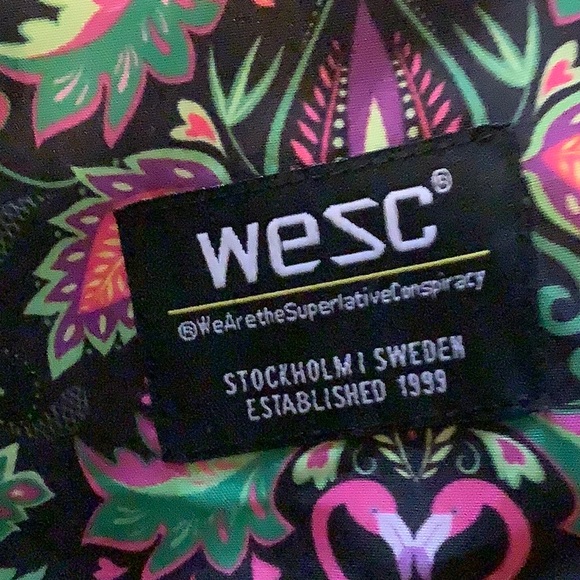 wesc®
®WeAretheSuperlativeConspiracy
STOCKHOLM | SWEDEN
ESTABLISHED 1999